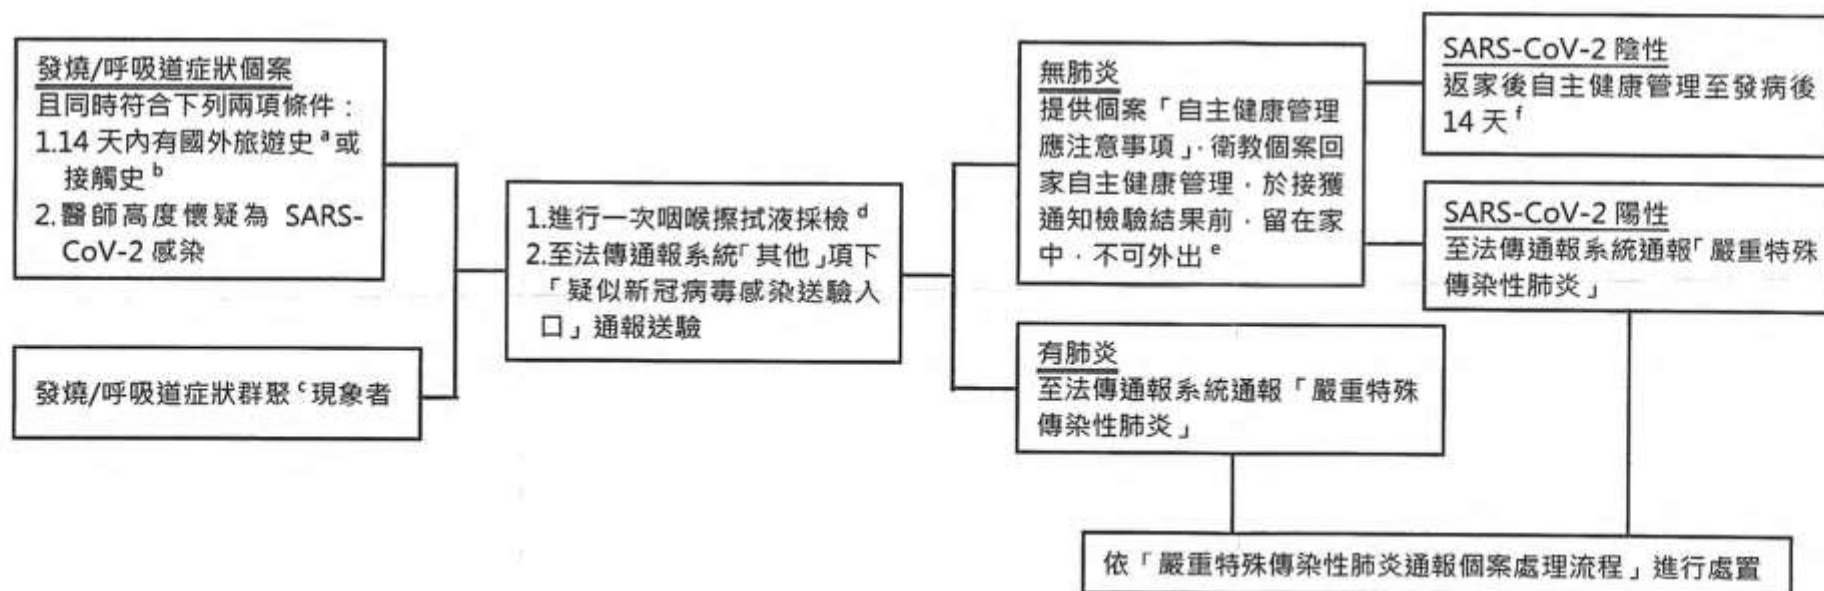 發燒/呼吸道症狀個案
且同時符合下列兩項條件：
1.14 天內有國外旅遊史 a 或
接觸史 b
2.醫師高度懷疑為 SARS-
CoV-2 感染
發燒/呼吸道症狀群聚 c 現象者
1.進行一次咽喉擦拭液採檢 d
2.至法傳通報系統「其他」項下
「疑似新冠病毒感染送驗入
口」通報送驗
無肺炎
提供個案「自主健康管理
應注意事項」，衛教個案回
家自主健康管理，於接獲
通知檢驗結果前，留在家
中，不可外出 e
有肺炎
至法傳通報系統通報「嚴重特殊
傳染性肺炎」
SARS-CoV-2 陰性
返家後自主健康管理至發病後
14 天 f
SARS-CoV-2 陽性
至法傳通報系統通報「嚴重特殊
傳染性肺炎」
依「嚴重特殊傳染性肺炎通報個案處理流程」進行處置